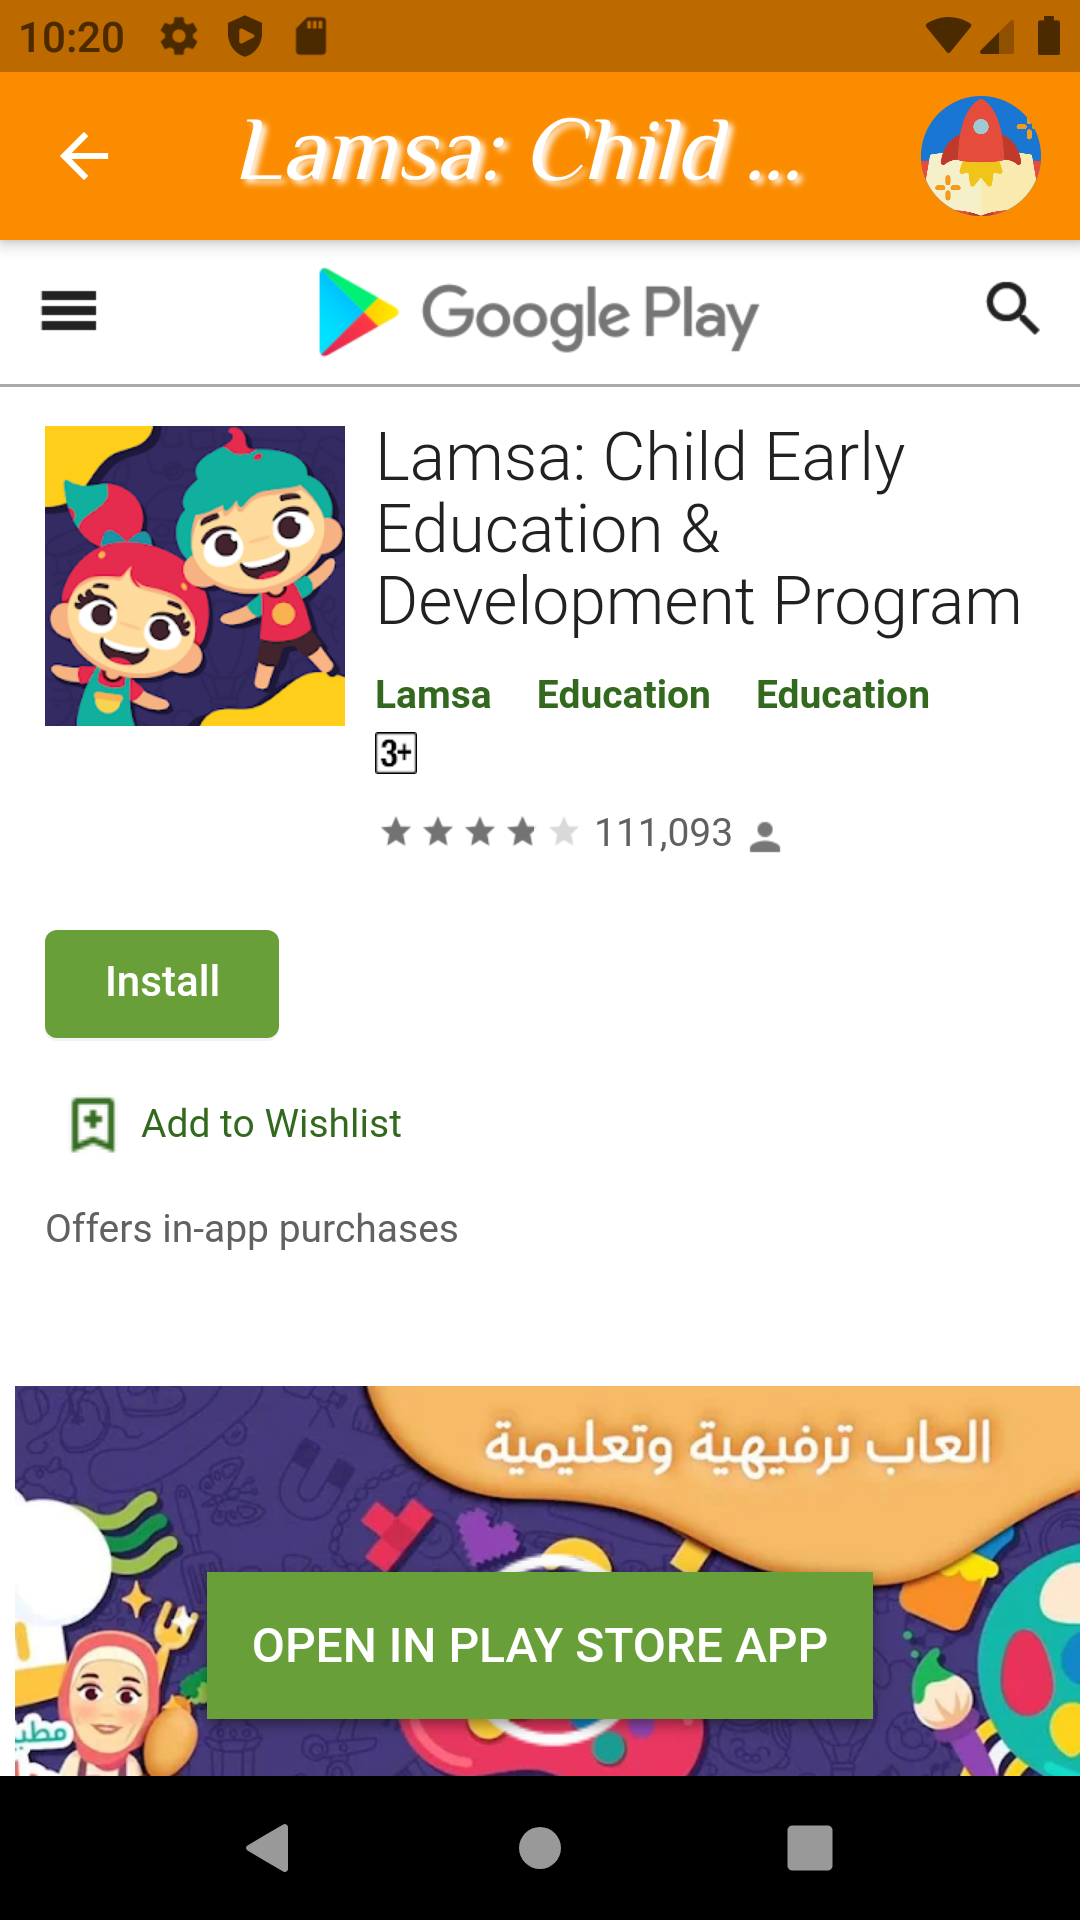 10:20
Lamsa: Child ...
Google Play
Lamsa: Child Early
Education &
Development Program
Lamsa Education Education
3+
111,093
Install
Add to Wishlist
Offers in-app purchases
العاب ترفيهية وتعليمية
OPEN IN PLAY STORE APP